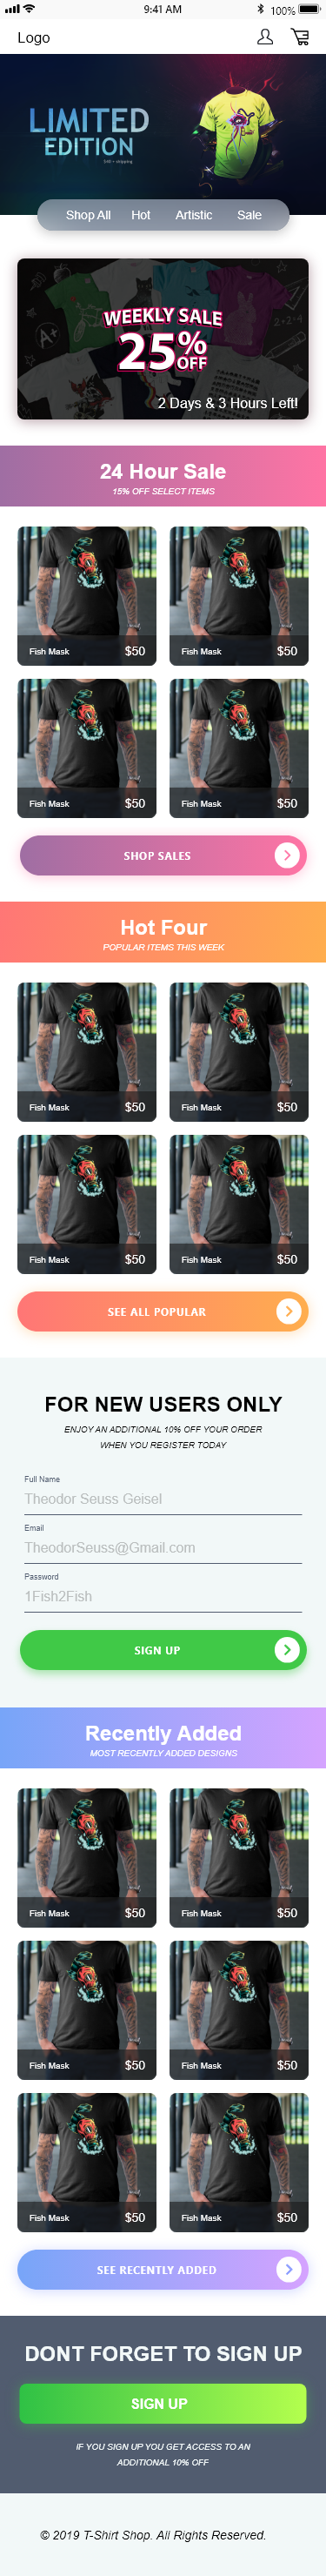 9:41 AM
100%
Logo
LIMITED
EDITION
Shop All
Hot
Artistic
Sale
WEEKLY SALE
25% OFF
2 Days & 3 Hours Left!
24 Hour Sale
15% OFF SELECT ITEMS
Fish Mask $50
Fish Mask $50
Fish Mask $50
Fish Mask $50
SHOP SALES
Hot Four
POPULAR ITEMS THIS WEEK
Fish Mask $50
Fish Mask $50
Fish Mask $50
Fish Mask $50
SEE ALL POPULAR
FOR NEW USERS ONLY
ENJOY AN ADDITIONAL 10% OFF YOUR ORDER
WHEN YOU REGISTER TODAY
Full Name
Theodor Seuss Geisel
Email
TheodorSeuss@Gmail.com
Password
1Fish2Fish
SIGN UP
Recently Added
MOST RECENTLY ADDED DESIGNS
Fish Mask $50
Fish Mask $50
Fish Mask $50
Fish Mask $50
Fish Mask $50
Fish Mask $50
SEE RECENTLY ADDED
DONT FORGET TO SIGN UP
SIGN UP
IF YOU SIGN UP YOU GET ACCESS TO AN
ADDITIONAL 10% OFF
© 2019 T-Shirt Shop. All Rights Reserved.